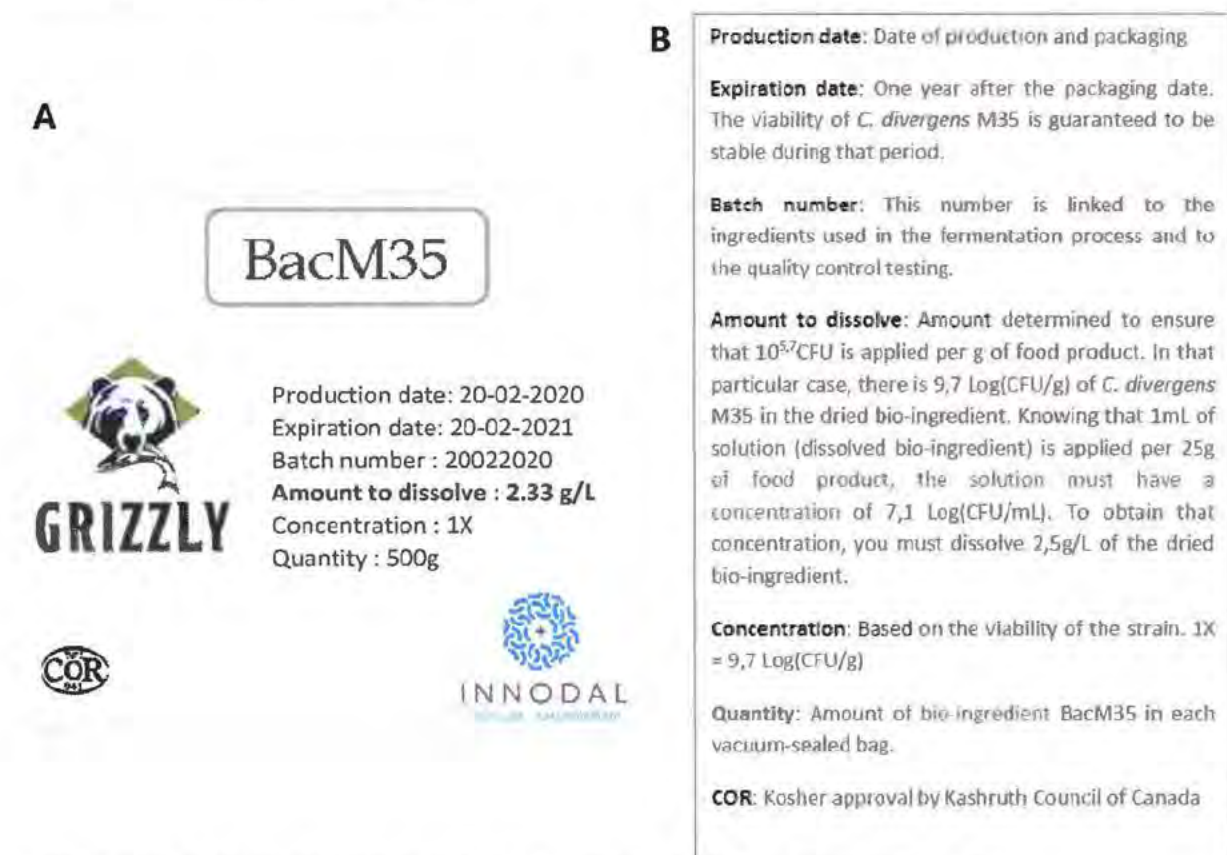 A
BacM35
GRIZZLY
Production date: 20-02-2020
Expiration date: 20-02-2021
Batch number : 20022020
Amount to dissolve : 2.33 g/L
Concentration : 1X
Quantity : 500g
COR
INNODAL
B
Production date: Date of production and packaging
Expiration date: One year after the packaging date.
The viability of C. divergens M35 is guaranteed to be
stable during that period.
Batch number: This number is linked to the
ingredients used in the fermentation process and to
the quality control testing.
Amount to dissolve: Amount determined to ensure
that 10^5,7 CFU is applied per g of food product. In that
particular case, there is 9,7 Log(CFU/g) of C. divergens
M35 in the dried bio-ingredient. Knowing that 1mL of
solution (dissolved bio-ingredient) is applied per 25g
of food product, the solution must have a
concentration of 7,1 Log(CFU/mL). To obtain that
concentration, you must dissolve 2,5g/L of the dried
bio-ingredient.
Concentration: Based on the viability of the strain. 1X
= 9,7 Log(CFU/g)
Quantity: Amount of bio-ingredient BacM35 in each
vacuum-sealed bag.
COR: Kosher approval by Kashruth Council of Canada